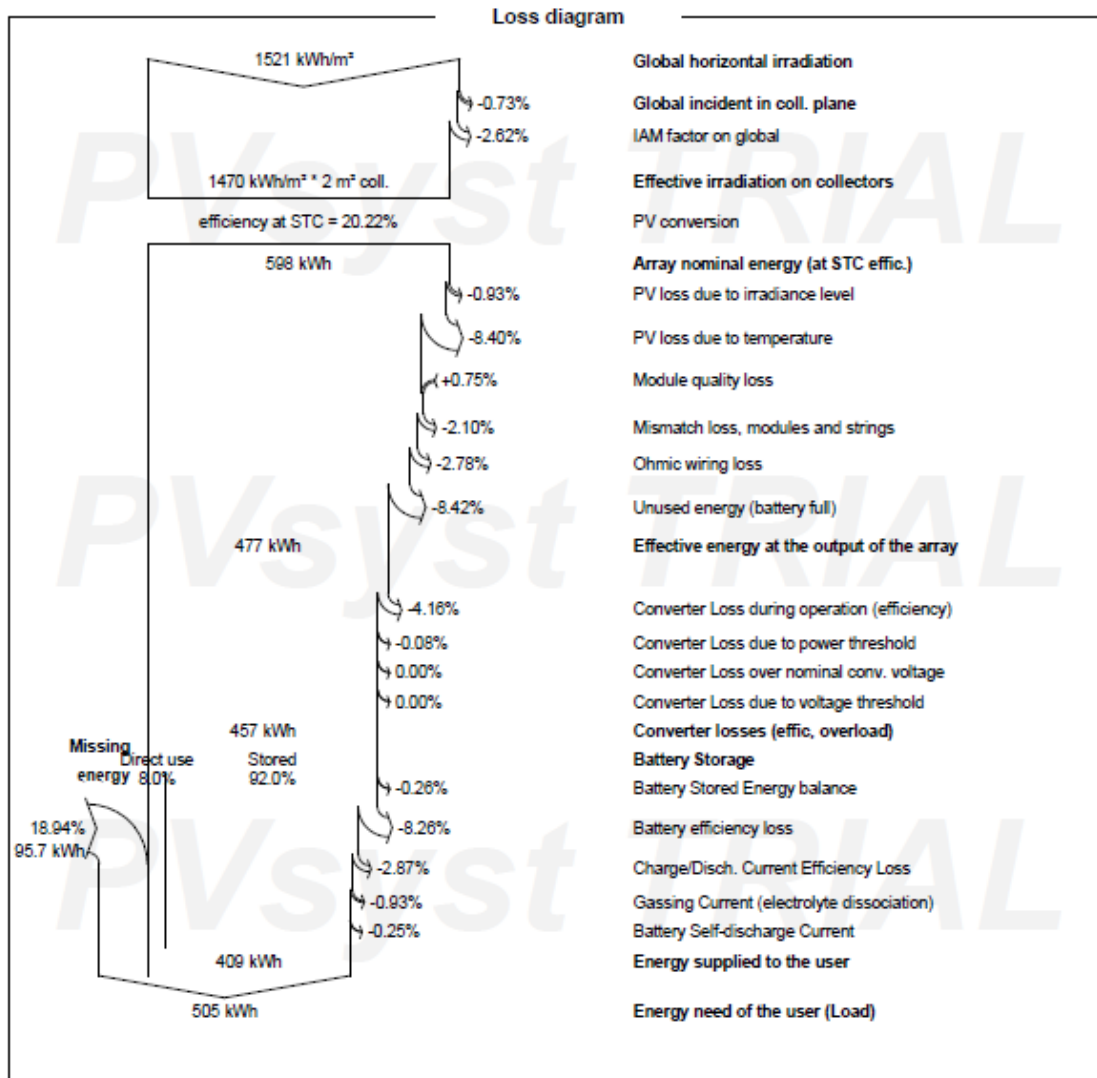 Loss diagram
1521 kWh/m² Global horizontal irradiation
-0.73% Global incident in coll. plane
-2.62% IAM factor on global
1470 kWh/m² * 2 m² coll. Effective irradiation on collectors
efficiency at STC = 20.22% PV conversion
598 kWh Array nominal energy (at STC effic.)
-0.93% PV loss due to irradiance level
-8.40% PV loss due to temperature
+0.75% Module quality loss
-2.10% Mismatch loss, modules and strings
-2.78% Ohmic wiring loss
-8.42% Unused energy (battery full)
477 kWh Effective energy at the output of the array
-4.16% Converter Loss during operation (efficiency)
-0.08% Converter Loss due to power threshold
0.00% Converter Loss over nominal conv. voltage
0.00% Converter Loss due to voltage threshold
457 kWh Converter losses (effic, overload)
Missing
energy
Direct use Stored Battery Storage
8.0% 92.0%
-0.26% Battery Stored Energy balance
18.94% -8.26% Battery efficiency loss
95.7 kWh
-2.87% Charge/Disch. Current Efficiency Loss
-0.93% Gassing Current (electrolyte dissociation)
-0.25% Battery Self-discharge Current
409 kWh Energy supplied to the user
505 kWh Energy need of the user (Load)
PVsyst TRIAL
PVsyst TRIAL
PVsyst TRIAL